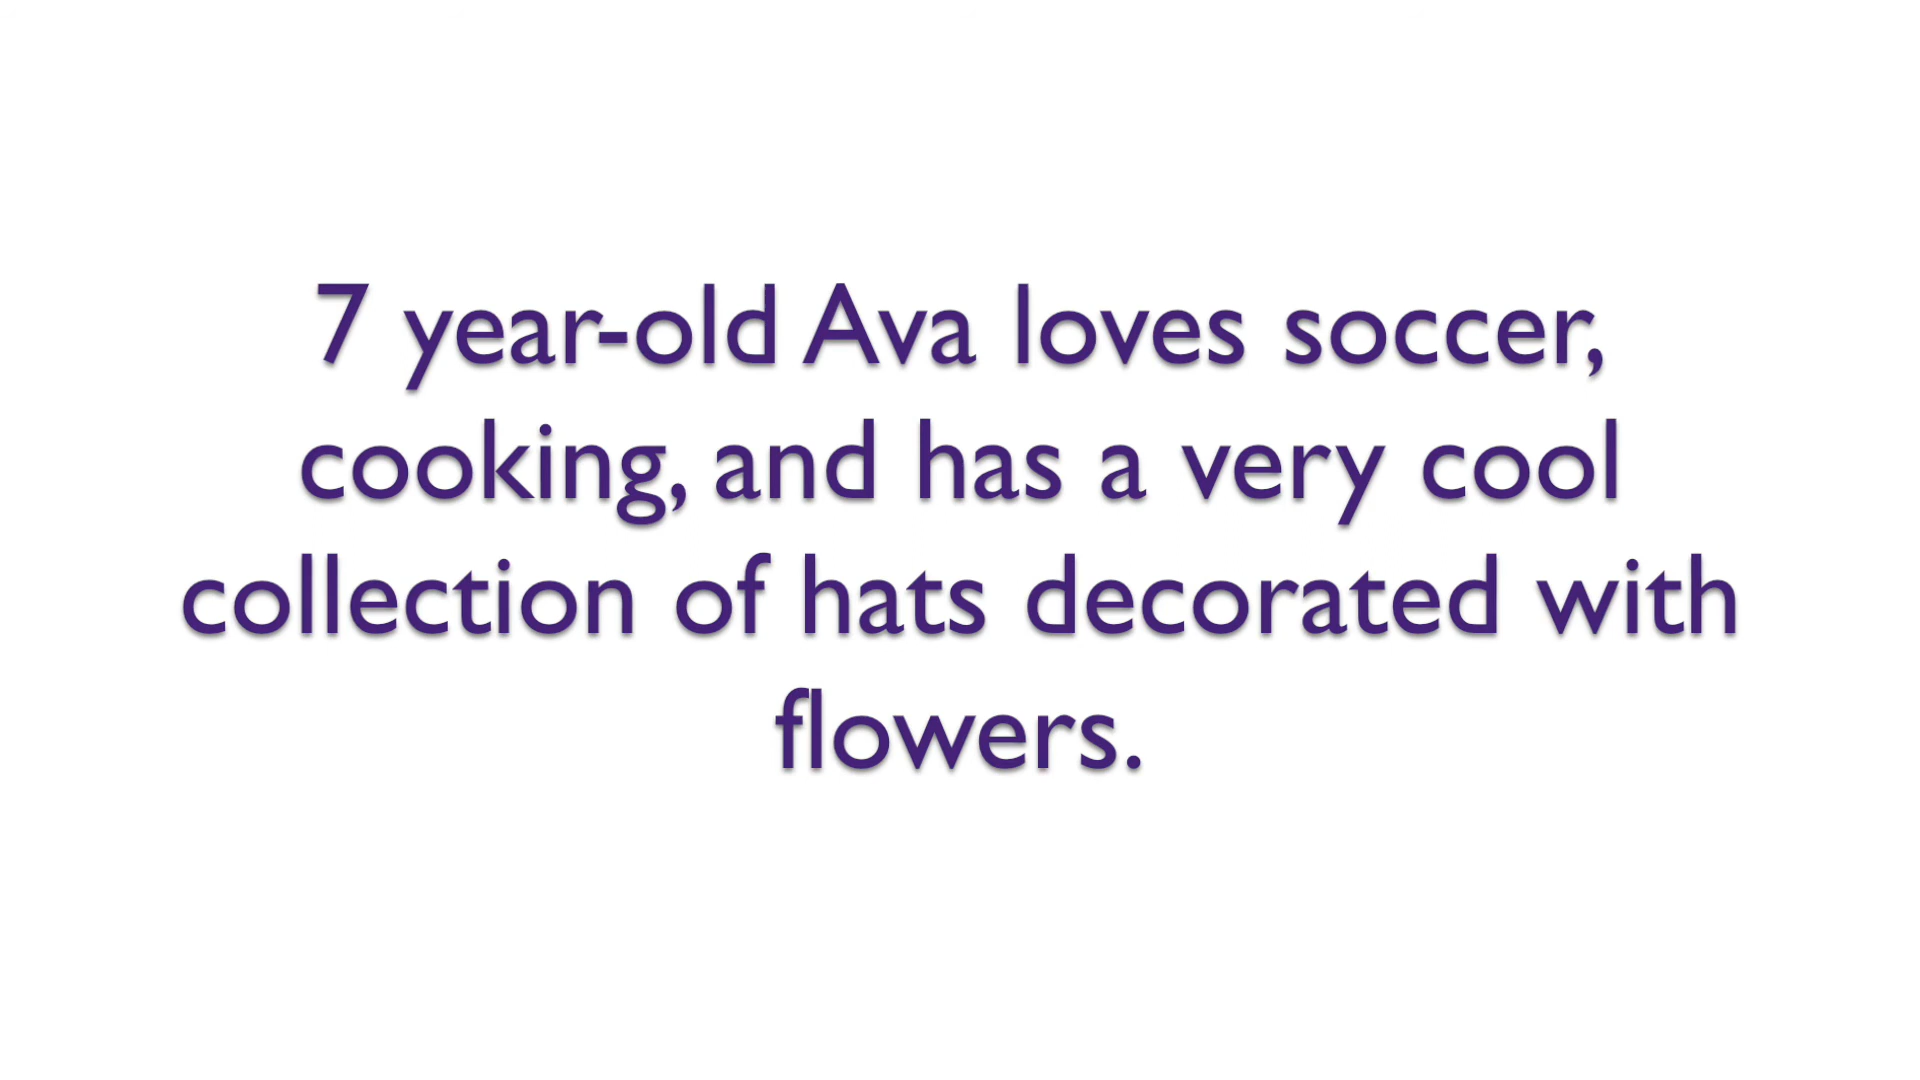 7 year-old Ava loves soccer,
cooking, and has a very cool
collection of hats decorated with
flowers.